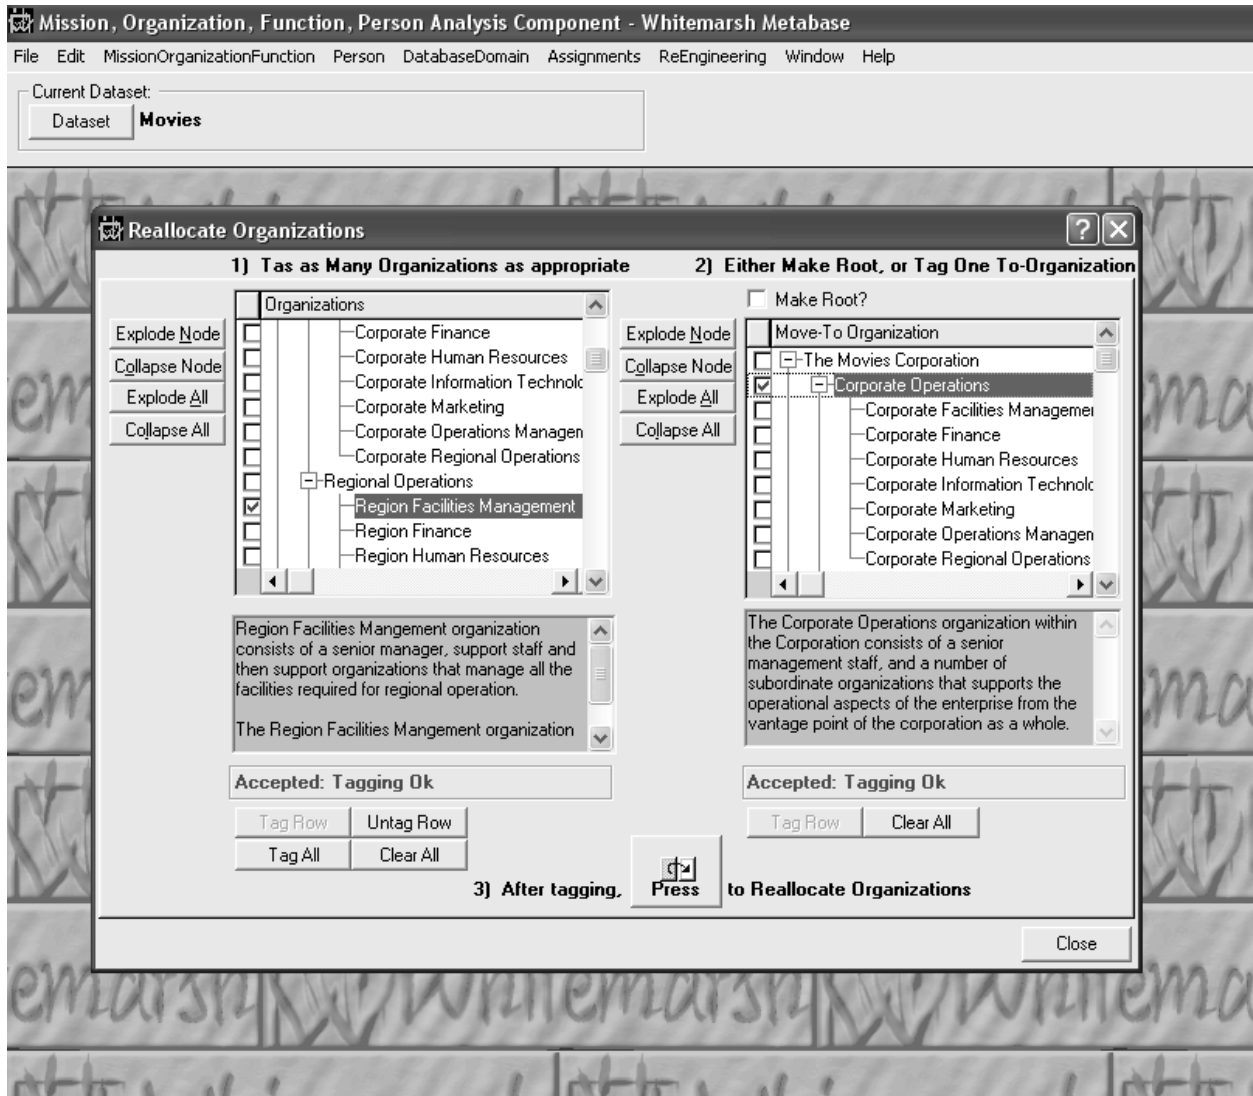 Mission, Organization, Function, Person Analysis Component - Whitemarsh Metabase
File Edit MissionOrganizationFunction Person DatabaseDomain Assignments ReEngineering Window Help
Current Dataset:
Dataset Movies
Reallocate Organizations
1) Tas as Many Organizations as appropriate
2) Either Make Root, or Tag One To-Organization
Explode Node
Collapse Node
Explode All
Collapse All
Organizations
Corporate Finance
Corporate Human Resources
Corporate Information Technolc
Corporate Marketing
Corporate Operations Managen
Corporate Regional Operations
Regional Operations
Region Facilities Management
Region Finance
Region Human Resources
Region Facilities Mangement organization
consists of a senior manager, support staff and
then support organizations that manage all the
facilities required for regional operation.
The Region Facilities Mangement organization
Accepted: Tagging Ok
Tag Row Untag Row
Tag All Clear All
Make Root?
Explode Node
Collapse Node
Explode All
Collapse All
Move-To Organization
The Movies Corporation
Corporate Operations
Corporate Facilities Managemer
Corporate Finance
Corporate Human Resources
Corporate Information Technolc
Corporate Marketing
Corporate Operations Managen
Corporate Regional Operations
The Corporate Operations organization within
the Corporation consists of a senior
management staff, and a number of
subordinate organizations that supports the
operational aspects of the enterprise from the
vantage point of the corporation as a whole.
Accepted: Tagging Ok
Tag Row Clear All
3) After tagging, Press to Reallocate Organizations
Close
emarsh Whitemarsh Whitema